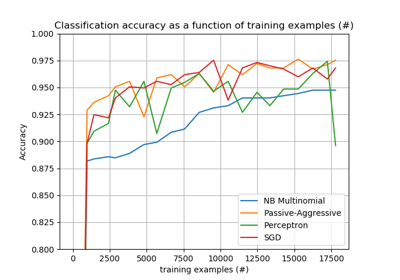 Classification accuracy as a function of training examples (#)
1.000
0.975
0.950
0.925
0.900
0.875
0.850
0.825
0.800
Accuracy
NB Multinomial
Passive-Aggressive
Perceptron
SGD
0 2500 5000 7500 10000 12500 15000 17500
training examples (#)